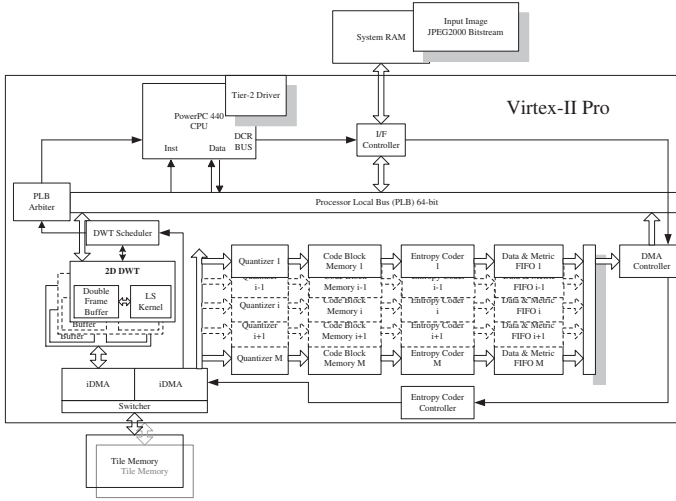 Input Image
JPEG2000 Bitstream
System RAM
Tier-2 Driver
Virtex-II Pro
PowerPC 440
CPU
DCR
BUS
Inst
Data
I/F
Controller
PLB
Arbiter
Processor Local Bus (PLB) 64-bit
DWT Scheduler
2D DWT
Double
Frame
Buffer
LS
Kernel
Buffer
Buffer
Quantizer 1
Code Block
Memory 1
Entropy Coder
1
Data & Metric
FIFO 1
DMA
Controller
Quantizer
i-1
Code Block
Memory i-1
Entropy Coder
i-1
Data & Metric
FIFO i-1
Quantizer i
Code Block
Memory i
Entropy Coder
i
Data & Metric
FIFO i
Quantizer
i+1
Code Block
Memory i+1
Entropy Coder
i+1
Data & Metric
FIFO i+1
Quantizer M
Code Block
Memory M
Entropy Coder
M
Data & Metric
FIFO M
iDMA
iDMA
Switcher
Entropy Coder
Controller
Tile Memory
Tile Memory